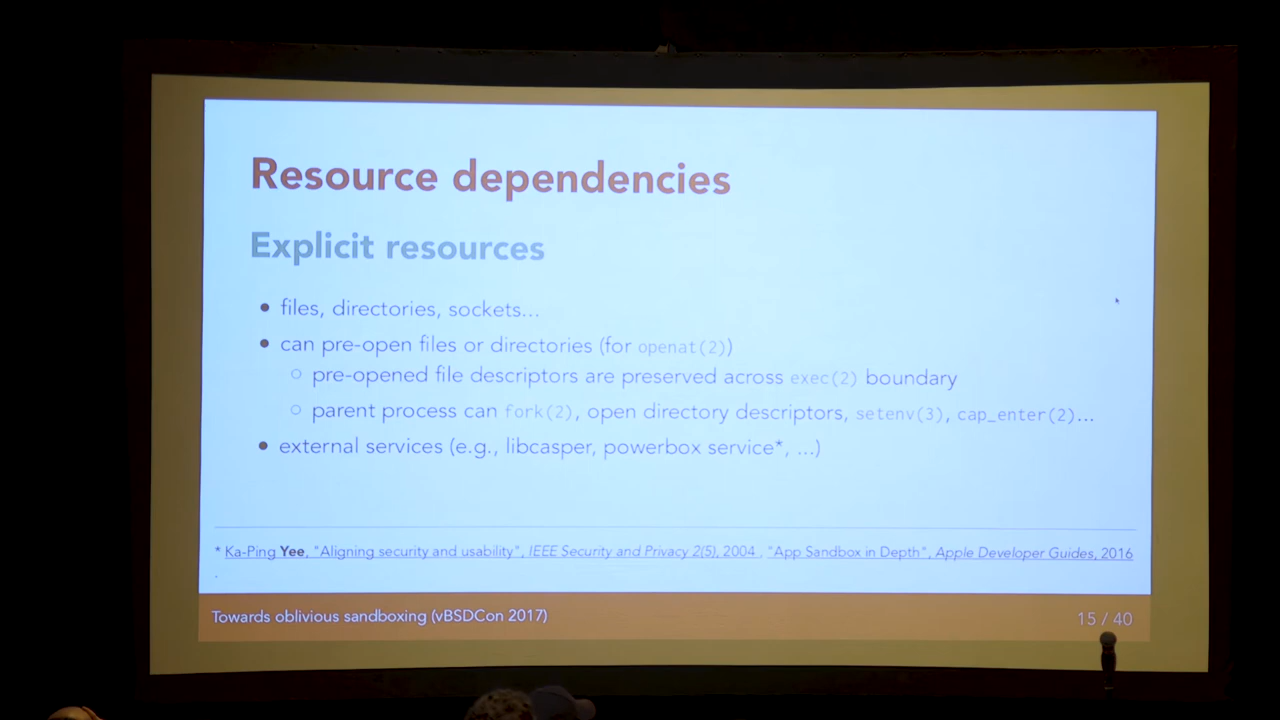 Resource dependencies
Explicit resources
• files, directories, sockets...
• can pre-open files or directories (for openat(2))
○ pre-opened file descriptors are preserved across exec(2) boundary
○ parent process can fork(2), open directory descriptors, setenv(3), cap_enter(2)...
• external services (e.g., libcasper, powerbox service*, ...)
* Ka-Ping Yee, "Aligning security and usability", IEEE Security and Privacy 2(5), 2004 . "App Sandbox in Depth", Apple Developer Guides, 2016
.
Towards oblivious sandboxing (vBSDCon 2017)
15 / 40